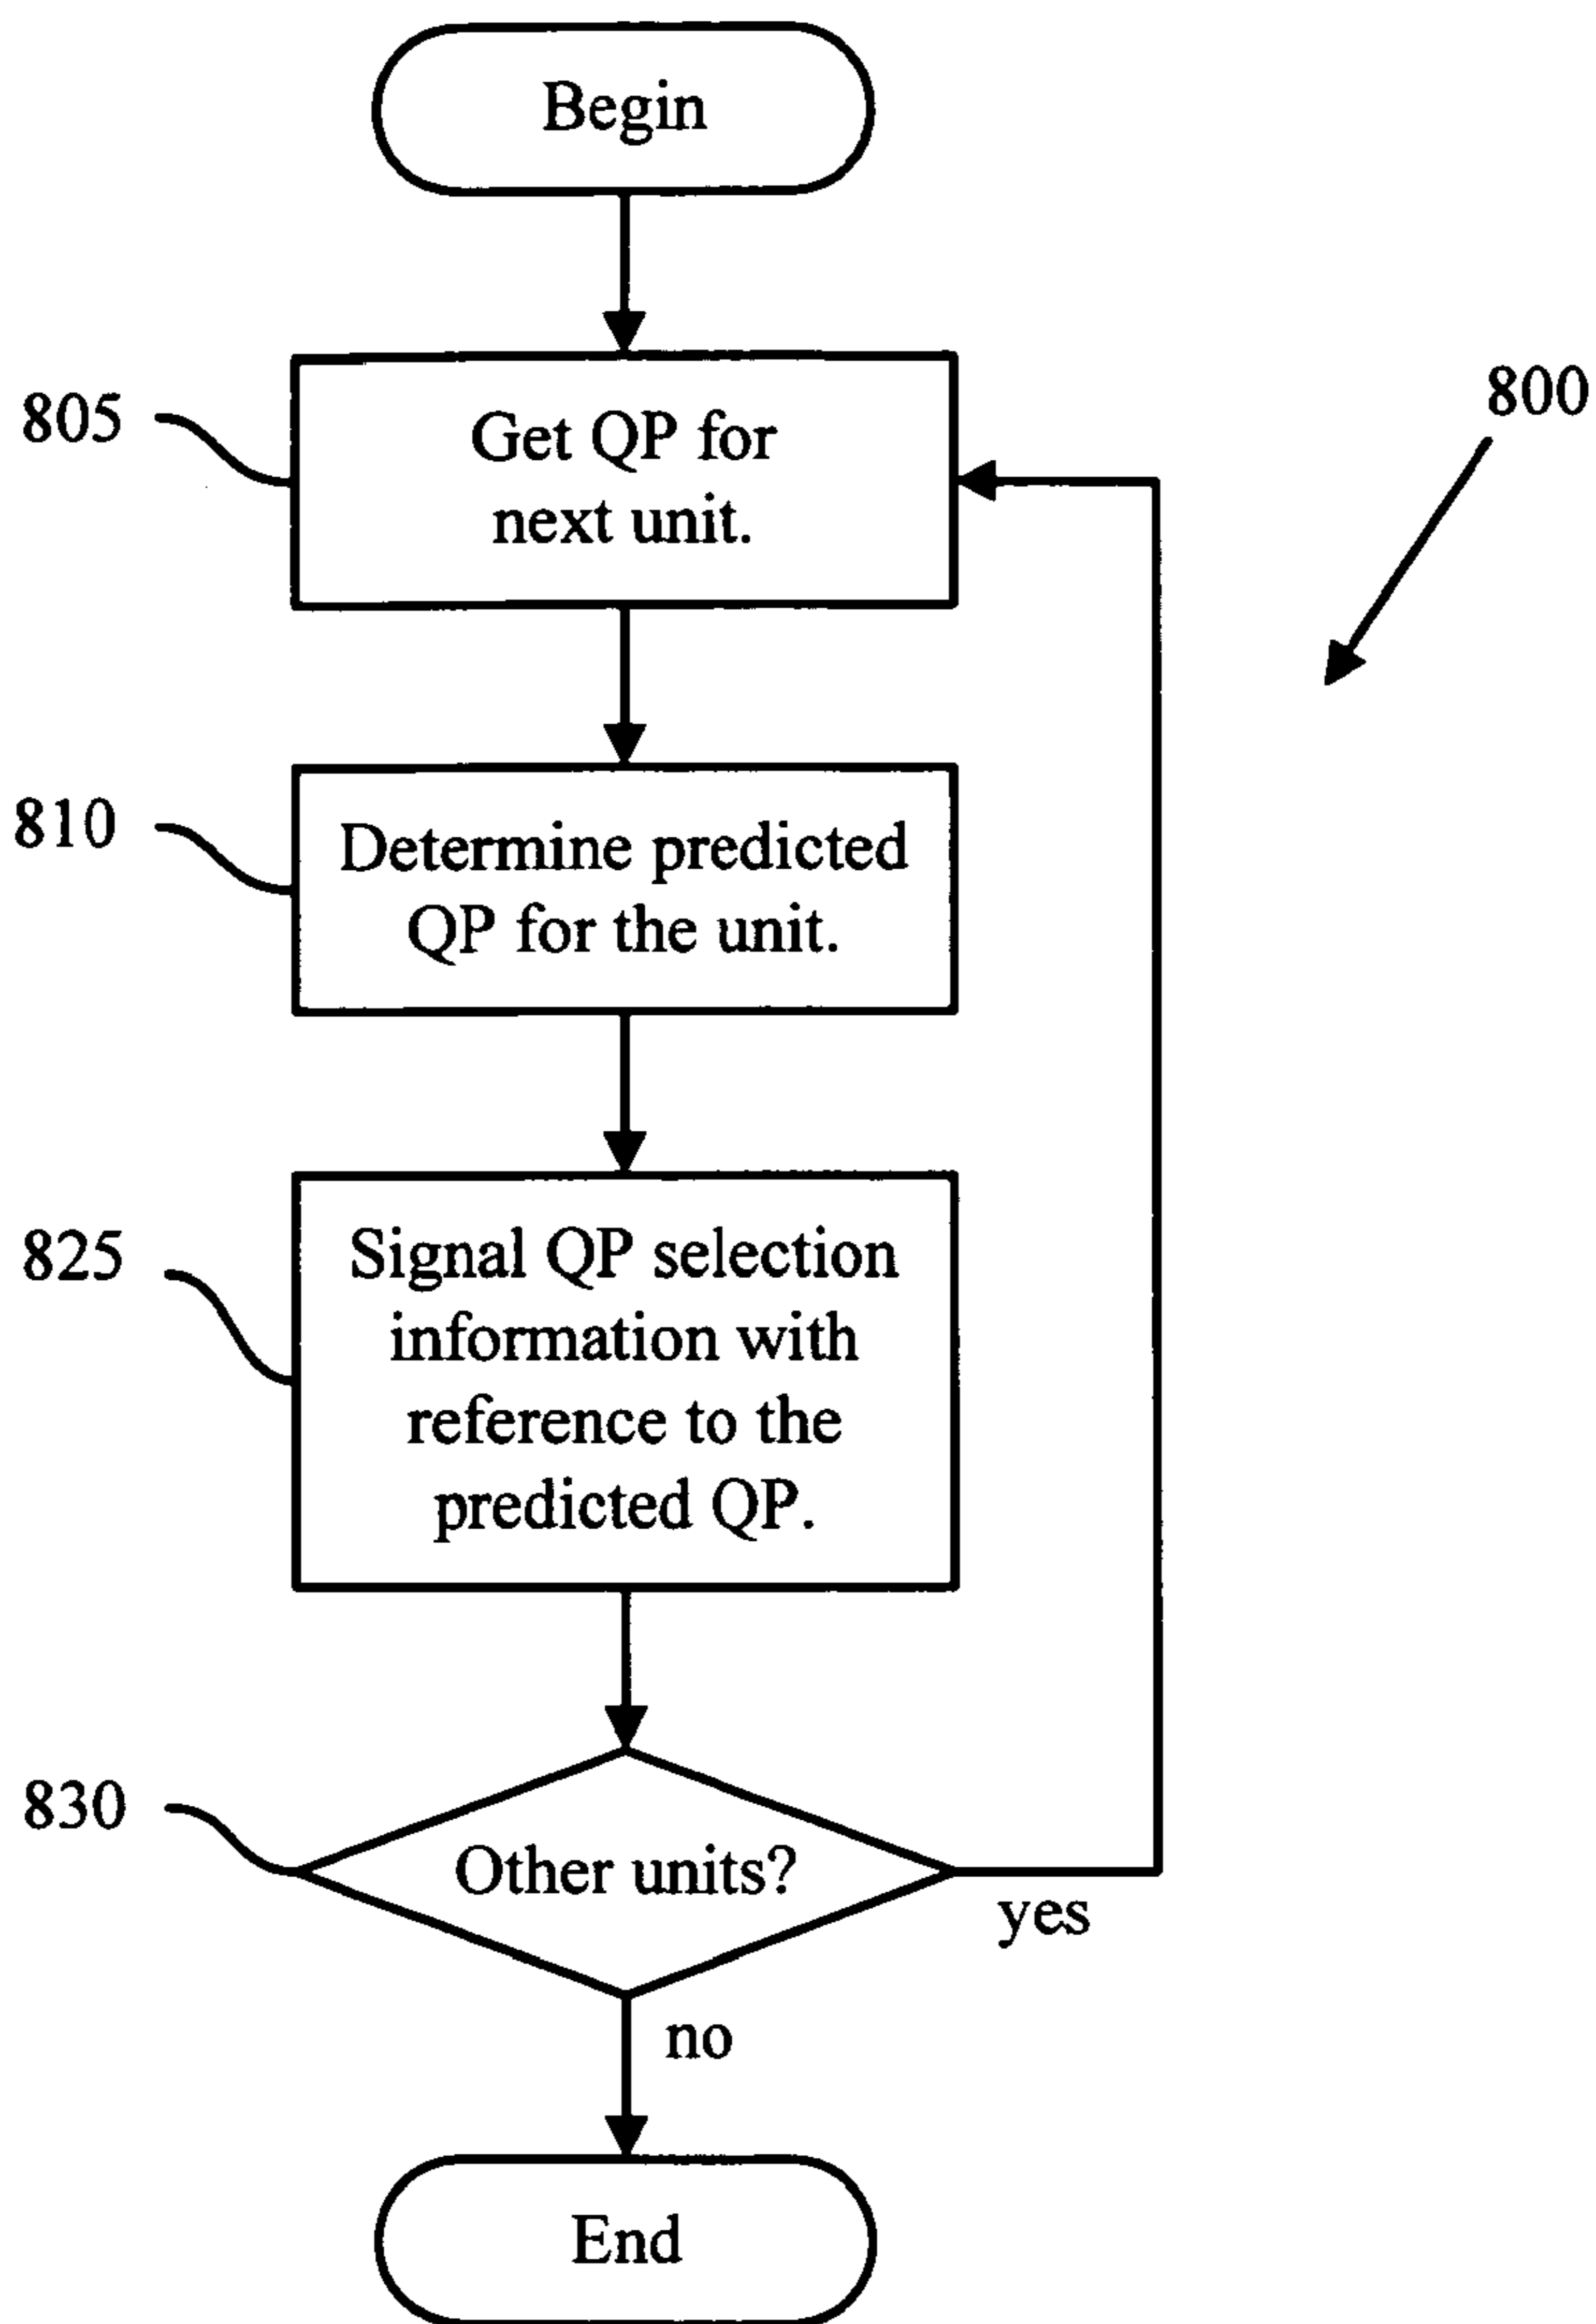 Begin
805
800
Get QP for
next unit.
810
Determine predicted
QP for the unit.
825
Signal QP selection
information with
reference to the
predicted QP.
830
Other units?
yes
no
End